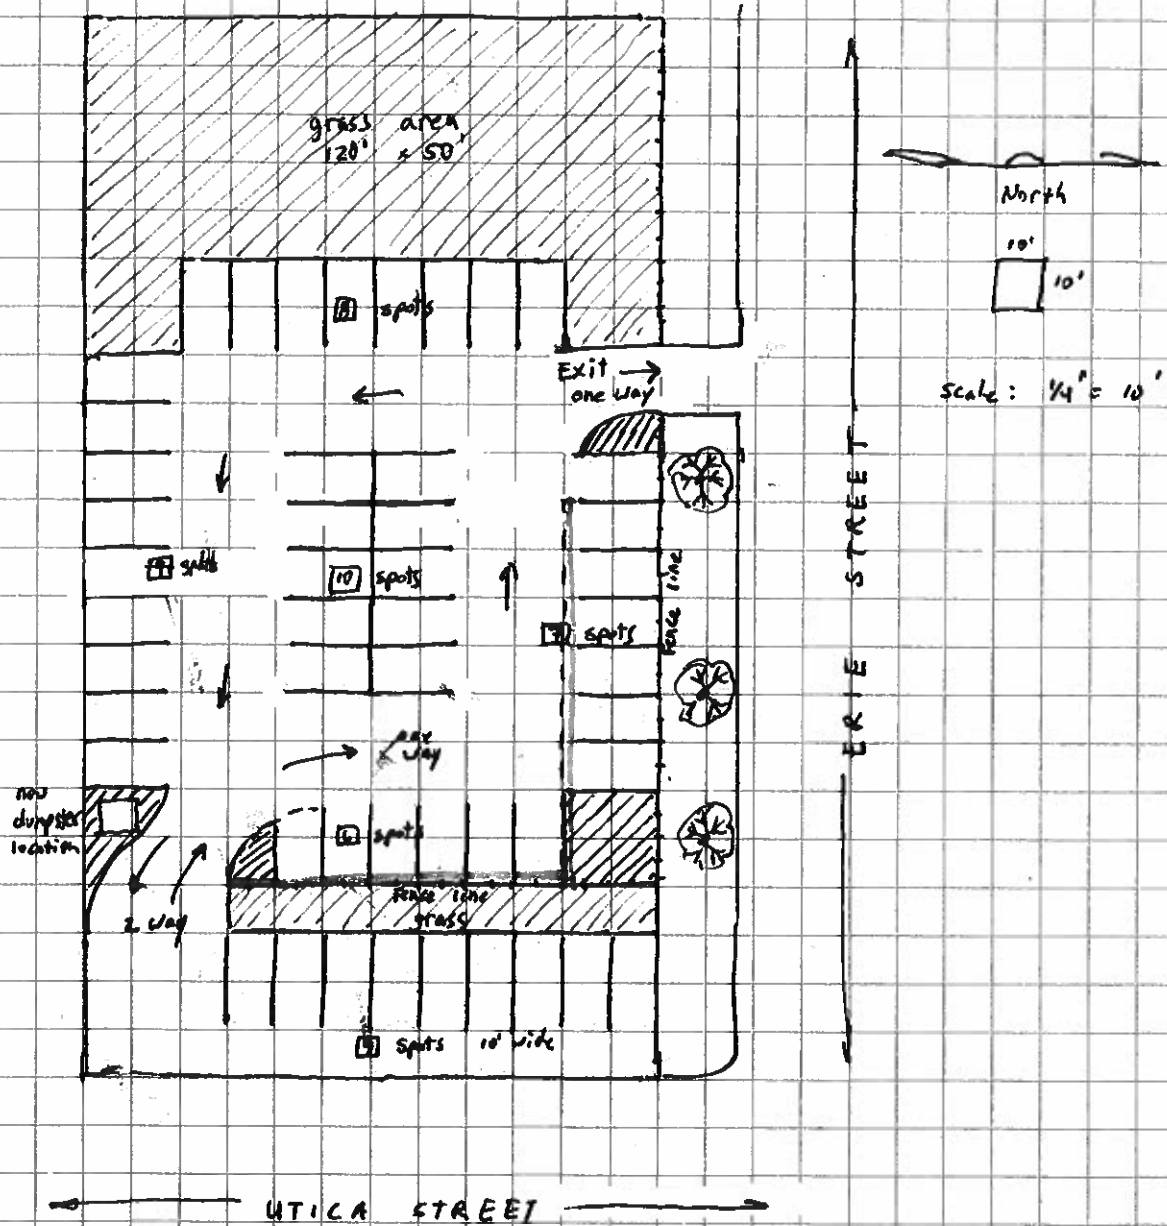 grass area
120' x 50'
North
10'
10'
8 spots
Exit →
one way
Scale: 1/4" = 10'
ERIE STREET
spots
10 spots
fence line
7 spots
way
new
dumpster
location
6 spots
Fence line
grass
2 way
9 spots 10' wide
UTICA STREET